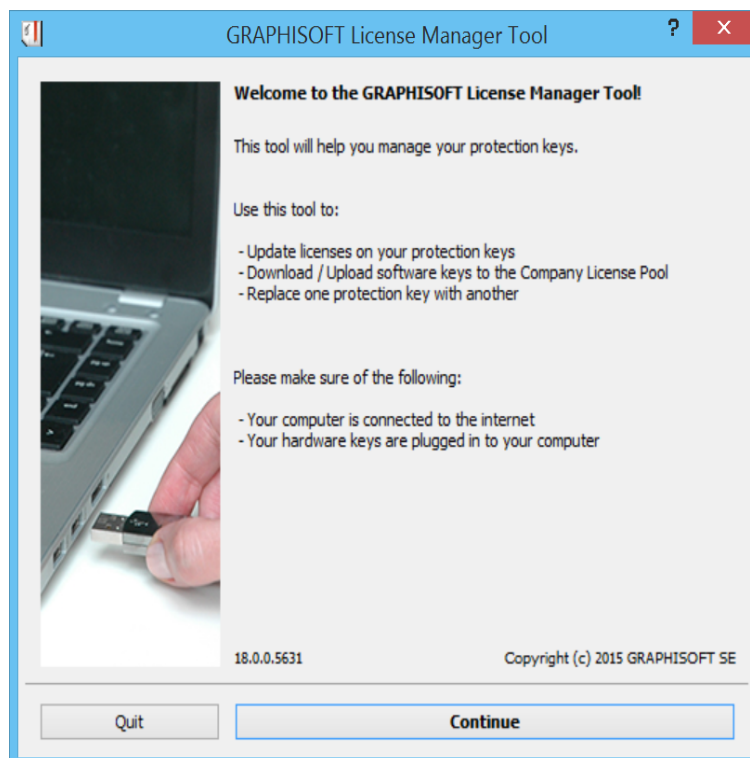 GRAPHISOFT License Manager Tool
? X
Welcome to the GRAPHISOFT License Manager Tool!
This tool will help you manage your protection keys.
Use this tool to:
- Update licenses on your protection keys
- Download / Upload software keys to the Company License Pool
- Replace one protection key with another
Please make sure of the following:
- Your computer is connected to the internet
- Your hardware keys are plugged in to your computer
18.0.0.5631 Copyright (c) 2015 GRAPHISOFT SE
Quit Continue